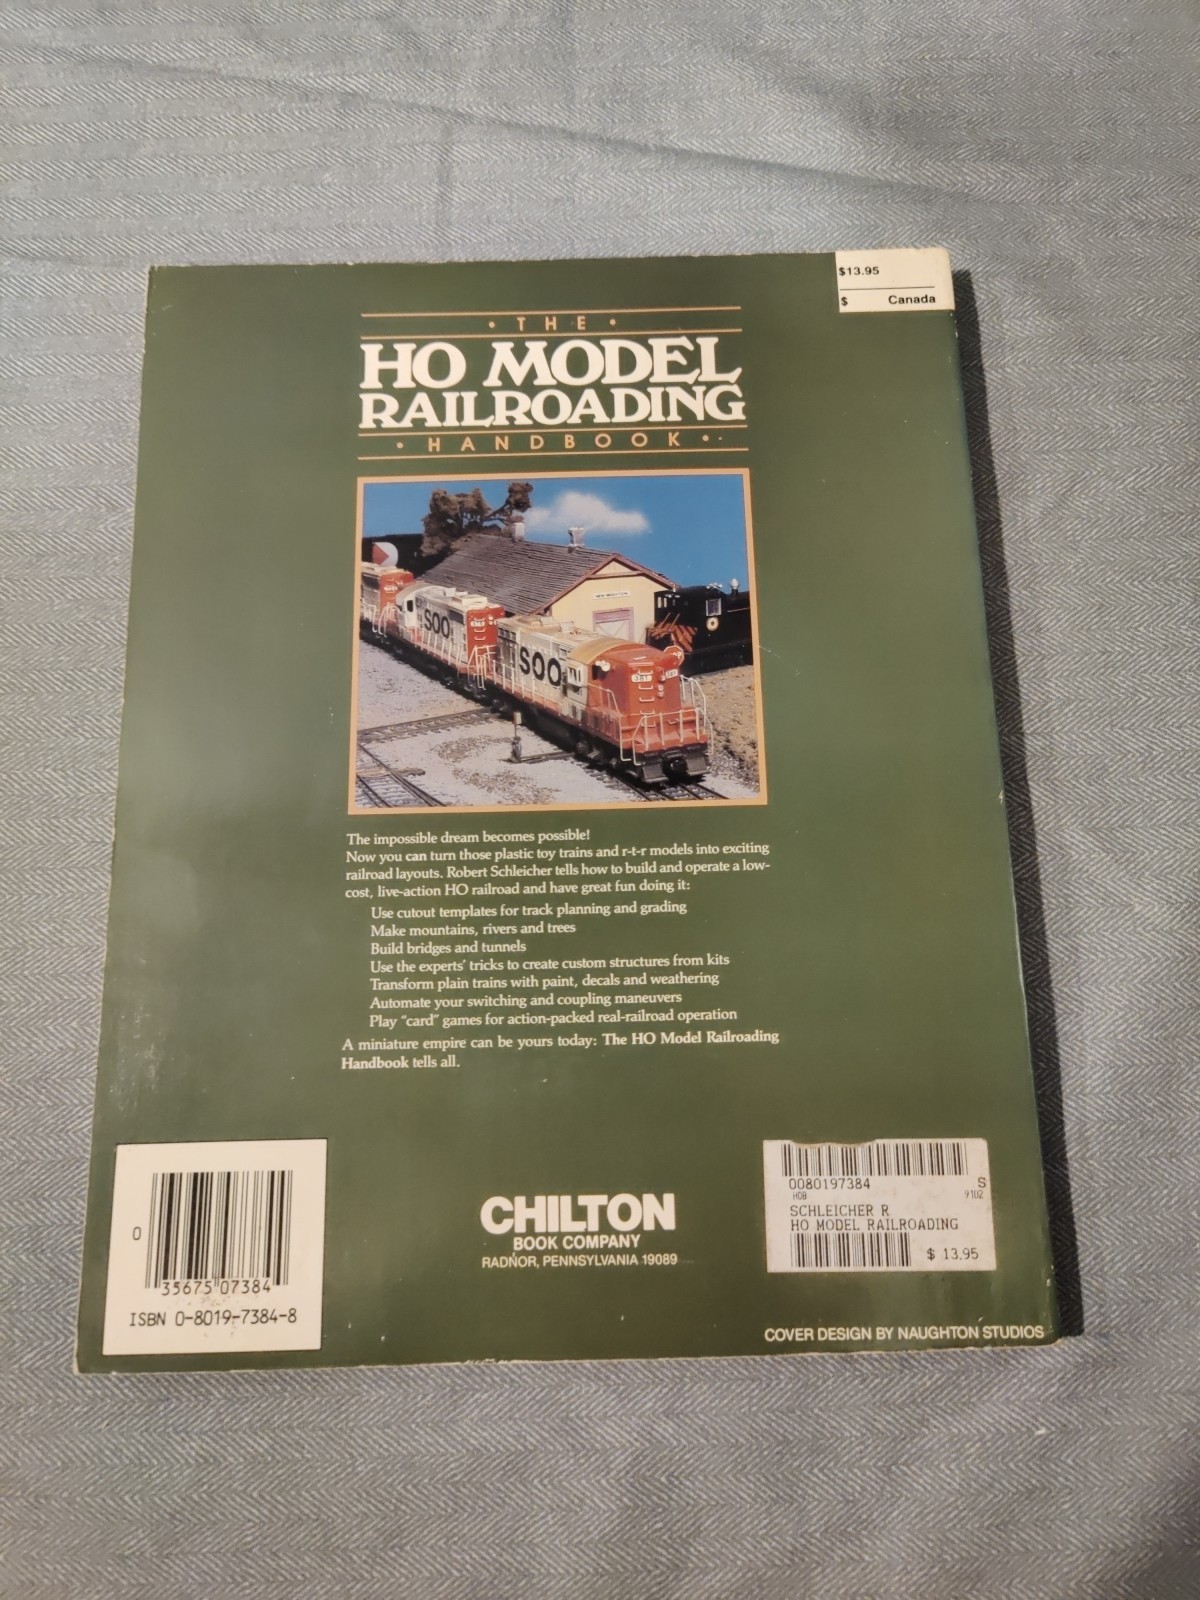 $13.95
$ Canada
• THE •
HO MODEL
RAILROADING
• HANDBOOK •
SOO
SOO
381
The impossible dream becomes possible!
Now you can turn those plastic toy trains and r-t-r models into exciting
railroad layouts. Robert Schleicher tells how to build and operate a low-
cost, live-action HO railroad and have great fun doing it:
Use cutout templates for track planning and grading
Make mountains, rivers and trees
Build bridges and tunnels
Use the experts' tricks to create custom structures from kits
Transform plain trains with paint, decals and weathering
Automate your switching and coupling maneuvers
Play "card" games for action-packed real-railroad operation
A miniature empire can be yours today: The HO Model Railroading
Handbook tells all.
0
35675 07384
ISBN 0-8019-7384-8
CHILTON
BOOK COMPANY
RADNOR, PENNSYLVANIA 19089
0080197384 S
HOB 9102
SCHLEICHER R
HO MODEL RAILROADING
$ 13.95
COVER DESIGN BY NAUGHTON STUDIOS